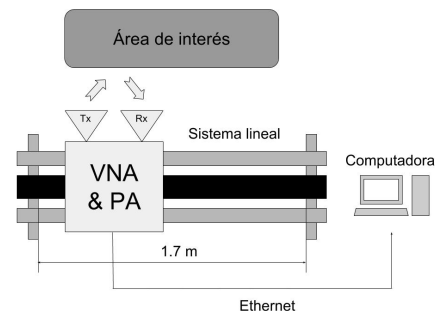 Área de interés
Tx
Rx
Sistema lineal
Computadora
VNA
& PA
1.7 m
Ethernet